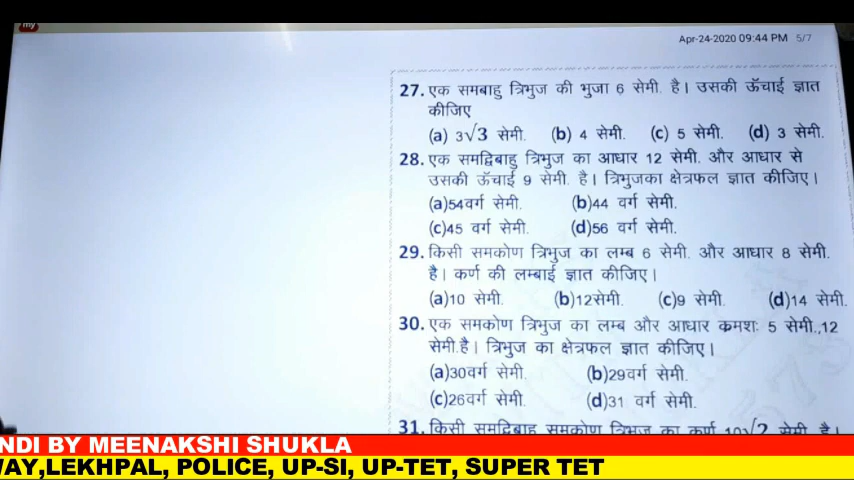 my
Apr-24-2020 09:44 PM 5/7
27. एक समबाहु त्रिभुज की भुजा 6 सेमी. है। उसकी ऊँचाई ज्ञात
कीजिए
(a) 3√3 सेमी. (b) 4 सेमी. (c) 5 सेमी. (d) 3 सेमी.
28. एक समद्विबाहु त्रिभुज का आधार 12 सेमी. और आधार से
उसकी ऊँचाई 9 सेमी. है। त्रिभुजका क्षेत्रफल ज्ञात कीजिए।
(a)54वर्ग सेमी. (b)44 वर्ग सेमी.
(c)45 वर्ग सेमी. (d)56 वर्ग सेमी.
29. किसी समकोण त्रिभुज का लम्ब 6 सेमी. और आधार 8 सेमी.
है। कर्ण की लम्बाई ज्ञात कीजिए।
(a)10 सेमी. (b)12सेमी. (c)9 सेमी. (d)14 सेमी.
30. एक समकोण त्रिभुज का लम्ब और आधार क्रमशः 5 सेमी.,12
सेमी.है। त्रिभुज का क्षेत्रफल ज्ञात कीजिए।
(a)30वर्ग सेमी. (b)29वर्ग सेमी.
(c)26वर्ग सेमी. (d)31 वर्ग सेमी.
31. किसी समद्विबाहु समकोण त्रिभुज का कर्ण 10√2 सेमी है।
NDI BY MEENAKSHI SHUKLA
WAY,LEKHPAL, POLICE, UP-SI, UP-TET, SUPER TET